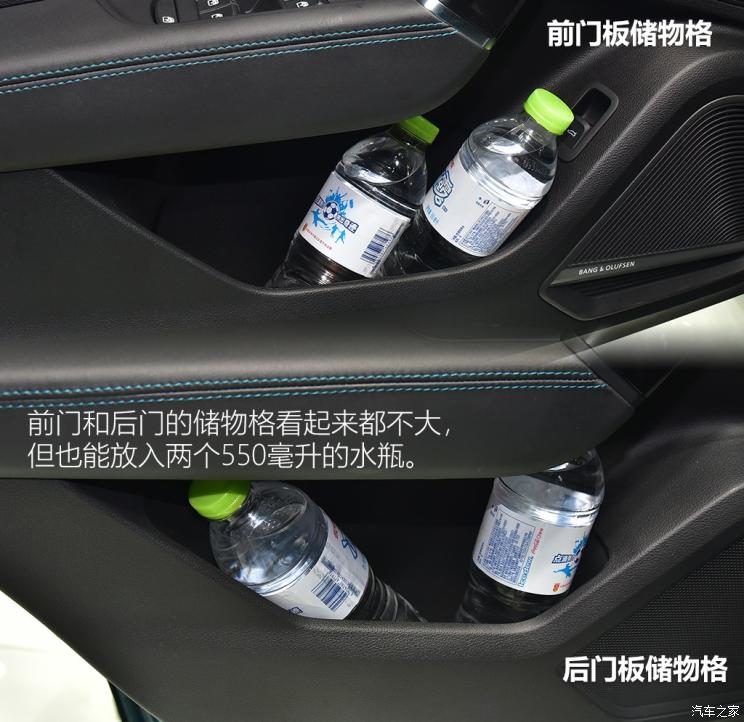 前门板储物格
BANG & OLUFSEN
前门和后门的储物格看起来都不大，
但也能放入两个550毫升的水瓶。
后门板储物格
汽车之家